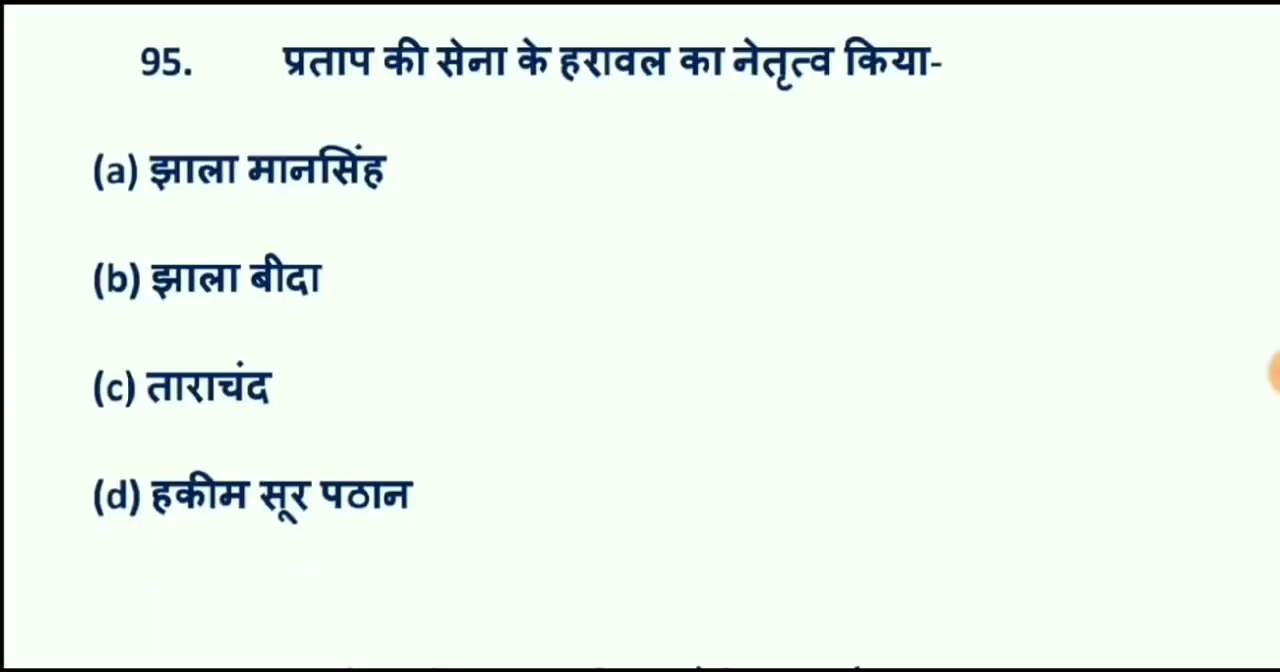 95. प्रताप की सेना के हरावल का नेतृत्व किया-
(a) झाला मानसिंह
(b) झाला बीदा
(c) ताराचंद
(d) हकीम सूर पठान